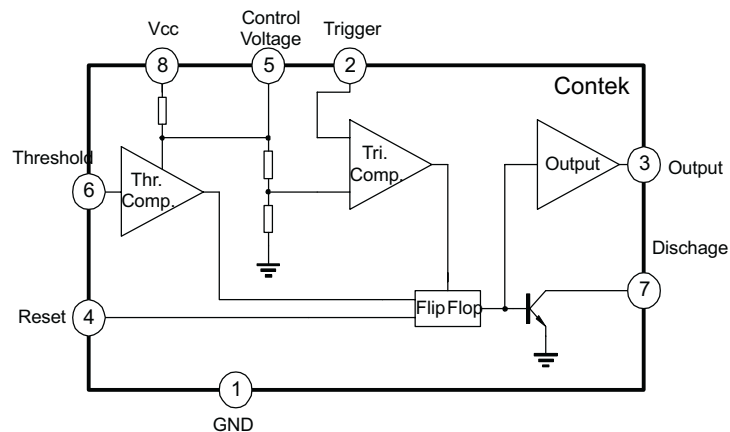 Vcc
Control
Voltage
Trigger
8
5
2
Contek
Threshold
6
Thr.
Comp.
Tri.
Comp.
Output
3
Output
Dischage
7
Reset
4
Flip Flop
1
GND